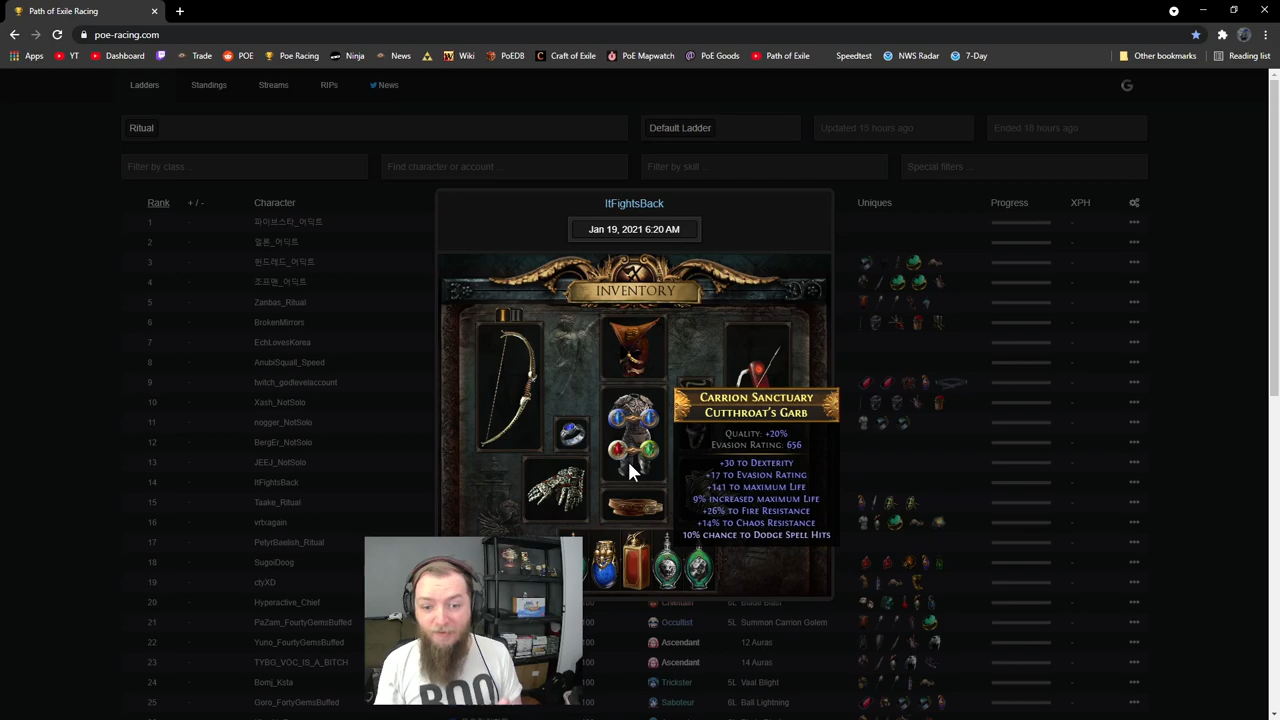 Path of Exile Racing
poe-racing.com
Apps YT Dashboard Trade POE Poe Racing Ninja News Wiki PoEDB Craft of Exile PoE Mapwatch PoE Goods Path of Exile Speedtest NWS Radar 7-Day Other bookmarks Reading list
Ladders Standings Streams RIPs News
Ritual Default Ladder Updated 15 hours ago Ended 18 hours ago
Filter by class... Find character or account ... Filter by skill ... Special filters ...
Rank + / - Character Uniques Progress XPH
ItFightsBack
Jan 19, 2021 6:20 AM
INVENTORY
I II
CARRION SANCTUARY
CUTTHROAT'S GARB
QUALITY: +20%
EVASION RATING: 656
+30 TO DEXTERITY
+17 TO EVASION RATING
+141 TO MAXIMUM LIFE
9% INCREASED MAXIMUM LIFE
+26% TO FIRE RESISTANCE
+14% TO CHAOS RESISTANCE
10% CHANCE TO DODGE SPELL HITS
1 - 파이브스타_어딕트 -
2 - 멀론_어딕트 -
3 - 헌드레드_어딕트 -
4 - 조프맨_어딕트 -
5 - Zanbas_Ritual -
6 - BrokenMirrors -
7 - EchLovesKorea -
8 - AnubiSquall_Speed -
9 - twitch_godlevelaccount -
10 - Xash_NotSolo -
11 - nogger_NotSolo -
12 - BergEr_NotSolo -
13 - JEEJ_NotSolo -
14 - ItFightsBack -
15 - Taake_Ritual -
16 - vrtxagain -
17 - PetyrBaelish_Ritual -
18 - SugoiDoog -
19 - ctyXD -
20 - Hyperactive_Chief 100 Chieftain 6L Blade Blast -
21 - PaZam_FourtyGemsBuffed 100 Occultist 5L Summon Carrion Golem -
22 - Yuno_FourtyGemsBuffed 100 Ascendant 12 Auras -
23 - TYBG_VOC_IS_A_BITCH 100 Ascendant 14 Auras -
24 - Bomj_Ksta 100 Trickster 5L Vaal Blight -
25 - Goro_FortyGemsBuffed 100 Saboteur 6L Ball Lightning -
BOO